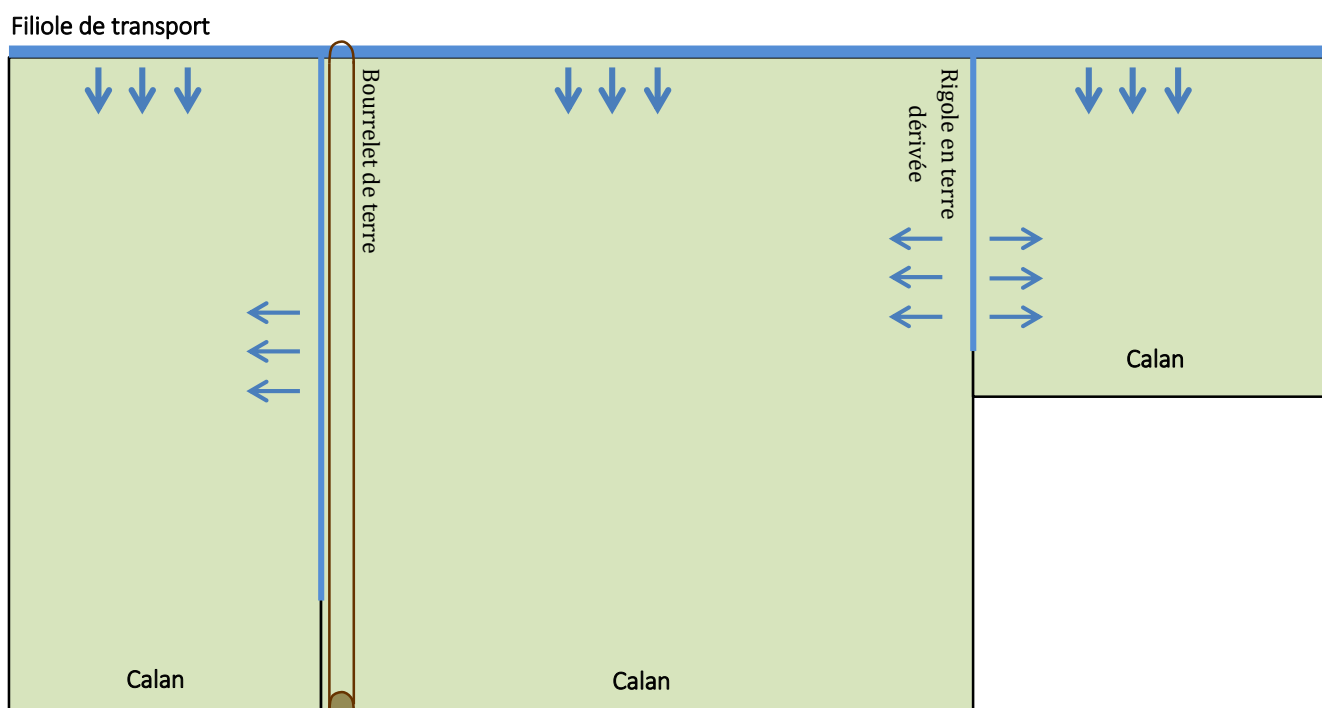 Filiole de transport
Bourrelet de terre
Rigole en terre
dérivée
Calan
Calan
Calan